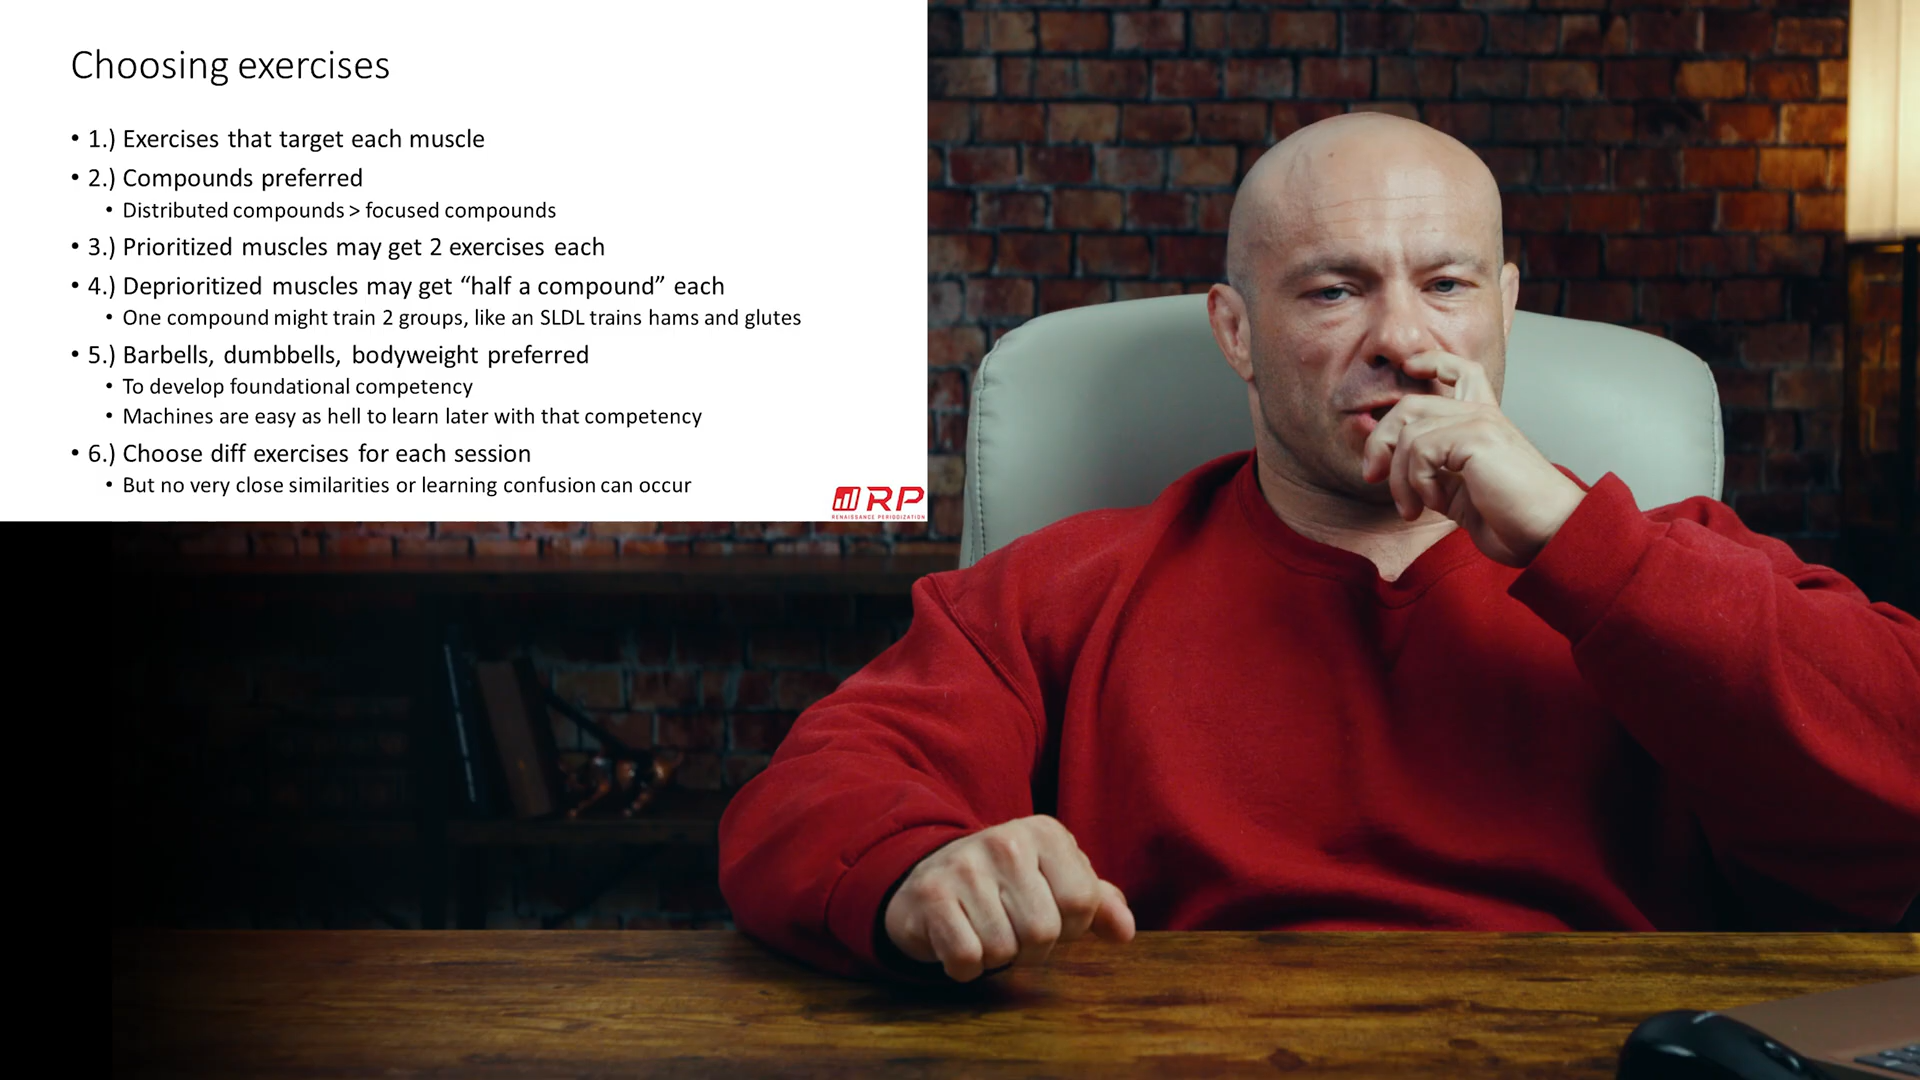 Choosing exercises
• 1.) Exercises that target each muscle
• 2.) Compounds preferred
• Distributed compounds > focused compounds
• 3.) Prioritized muscles may get 2 exercises each
• 4.) Deprioritized muscles may get “half a compound” each
• One compound might train 2 groups, like an SLDL trains hams and glutes
• 5.) Barbells, dumbbells, bodyweight preferred
• To develop foundational competency
• Machines are easy as hell to learn later with that competency
• 6.) Choose diff exercises for each session
• But no very close similarities or learning confusion can occur
RP
RENAISSANCE PERIODIZATION